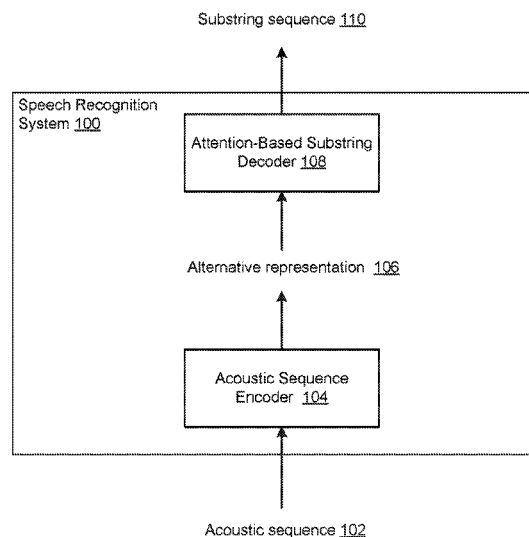 Substring sequence 110
Speech Recognition
System 100
Attention-Based Substring
Decoder 108
Alternative representation 106
Acoustic Sequence
Encoder 104
Acoustic sequence 102